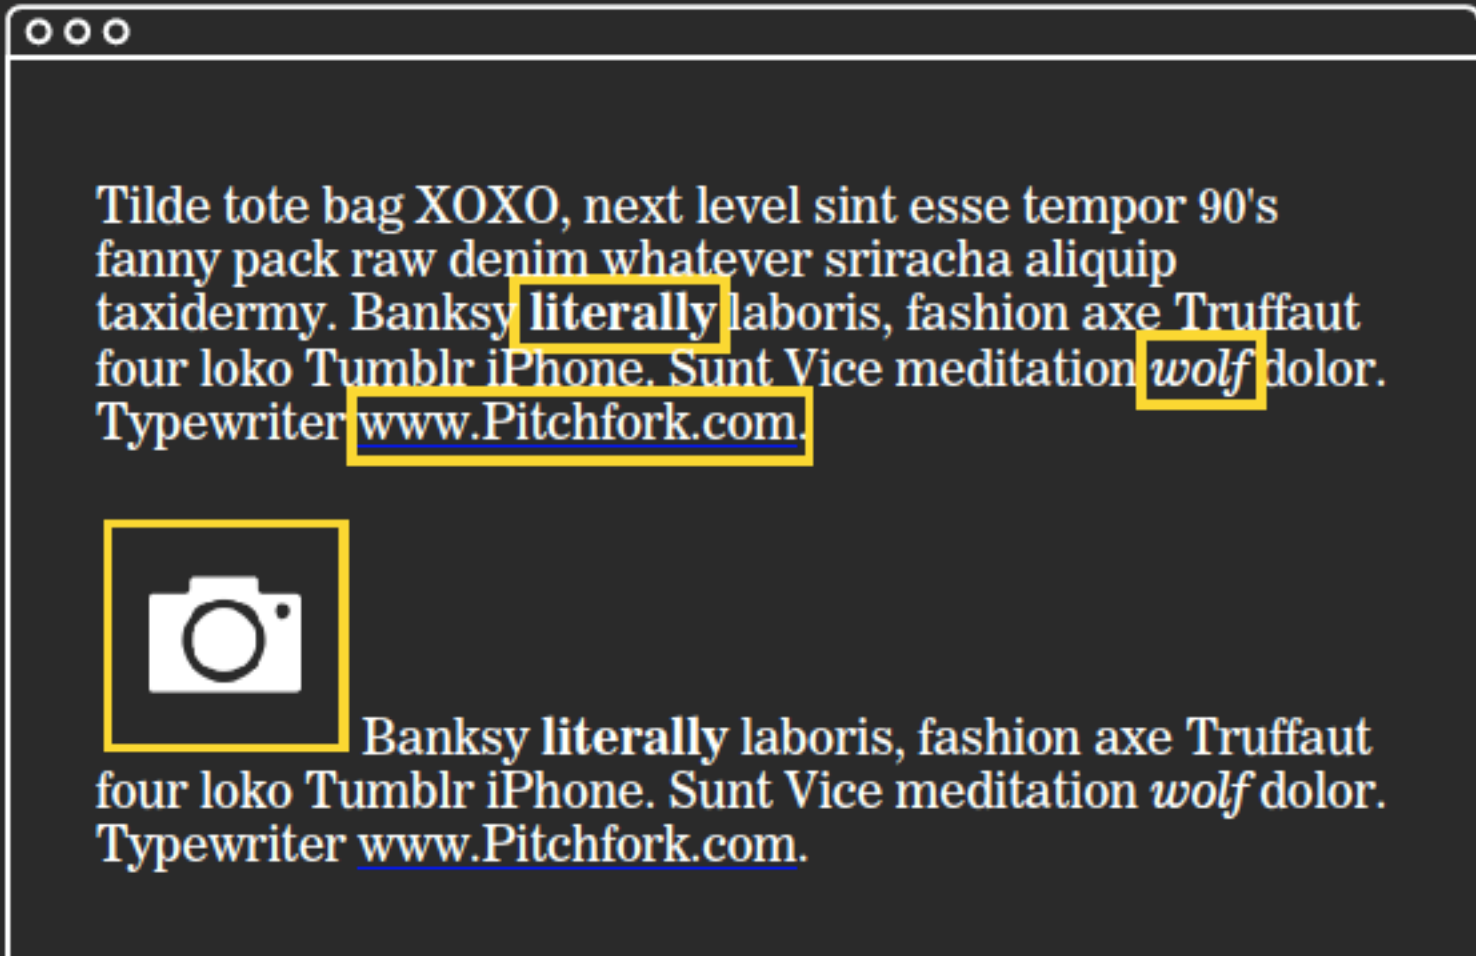 Tilde tote bag XOXO, next level sint esse tempor 90's
fanny pack raw denim whatever sriracha aliquip
taxidermy. Banksy literally laboris, fashion axe Truffaut
four loko Tumblr iPhone. Sunt Vice meditation wolf dolor.
Typewriter www.Pitchfork.com.
Banksy literally laboris, fashion axe Truffaut
four loko Tumblr iPhone. Sunt Vice meditation wolf dolor.
Typewriter www.Pitchfork.com.